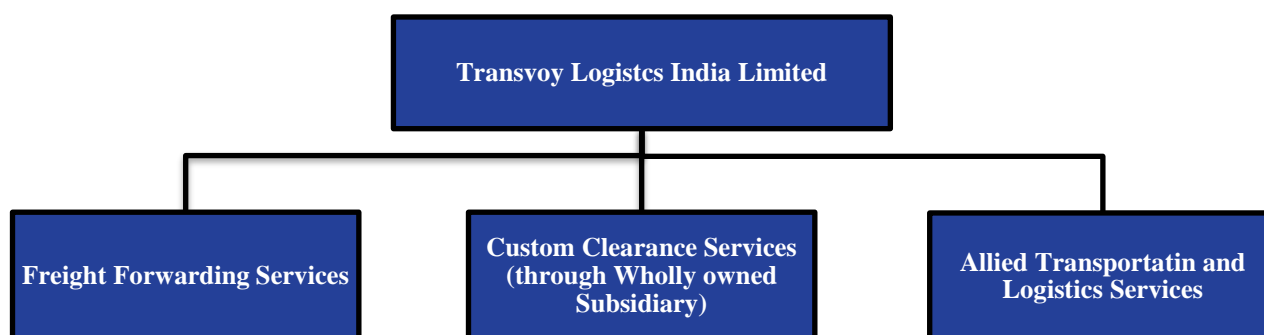 Transvoy Logistcs India Limited
Freight Forwarding Services
Custom Clearance Services
(through Wholly owned
Subsidiary)
Allied Transportatin and
Logistics Services